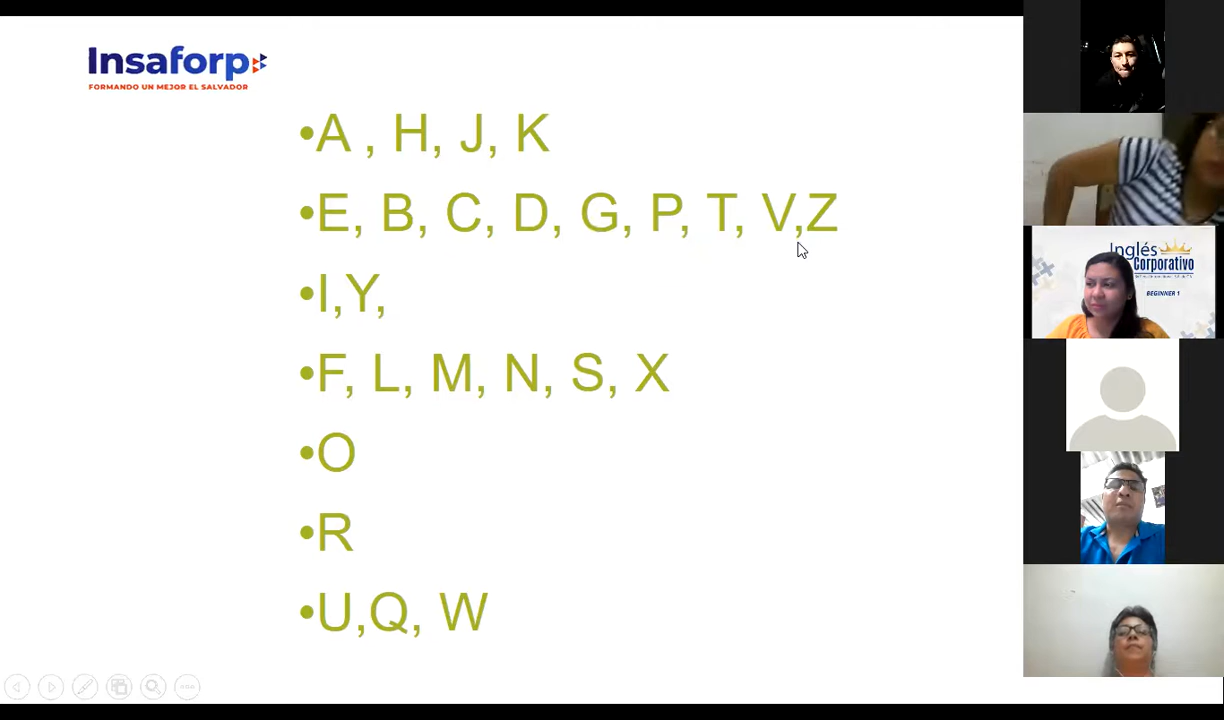 Insaforp
FORMANDO UN MEJOR EL SALVADOR
•A , H, J, K
•E, B, C, D, G, P, T, V,Z
•I,Y,
•F, L, M, N, S, X
•O
•R
•U,Q, W
Inglés
Corporativo
BEGINNER 1